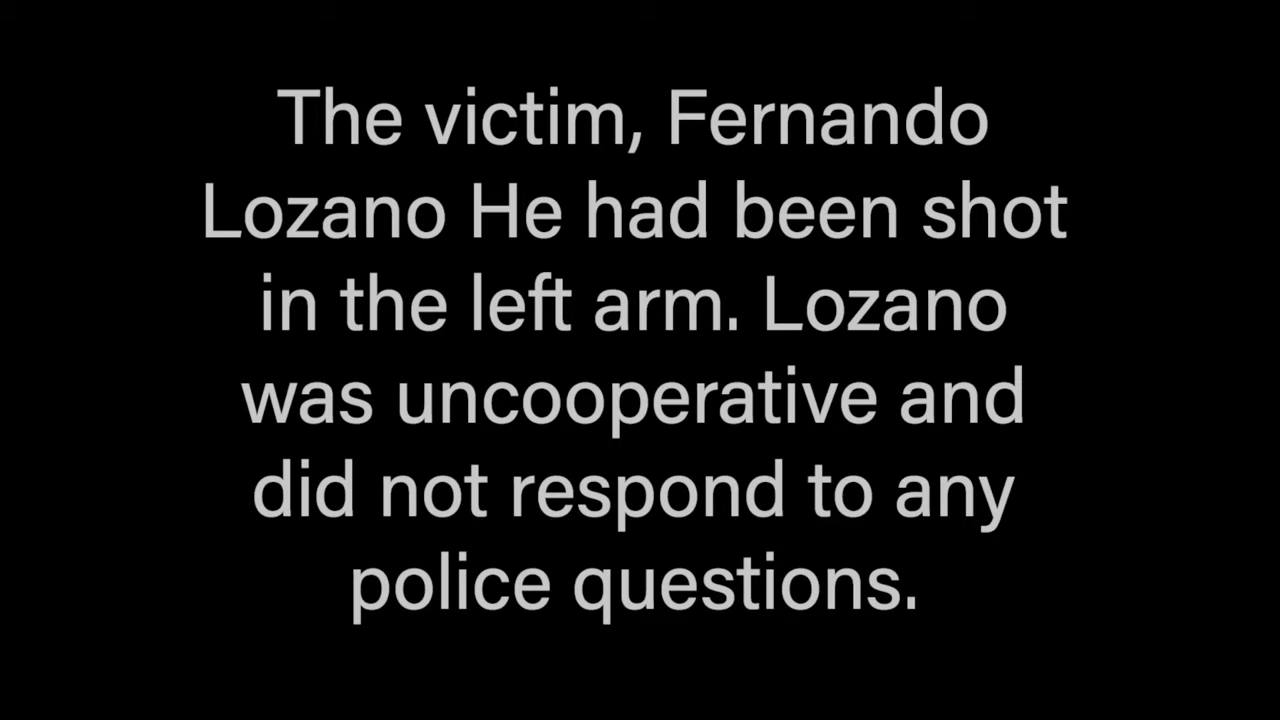 The victim, Fernando
Lozano He had been shot
in the left arm. Lozano
was uncooperative and
did not respond to any
police questions.